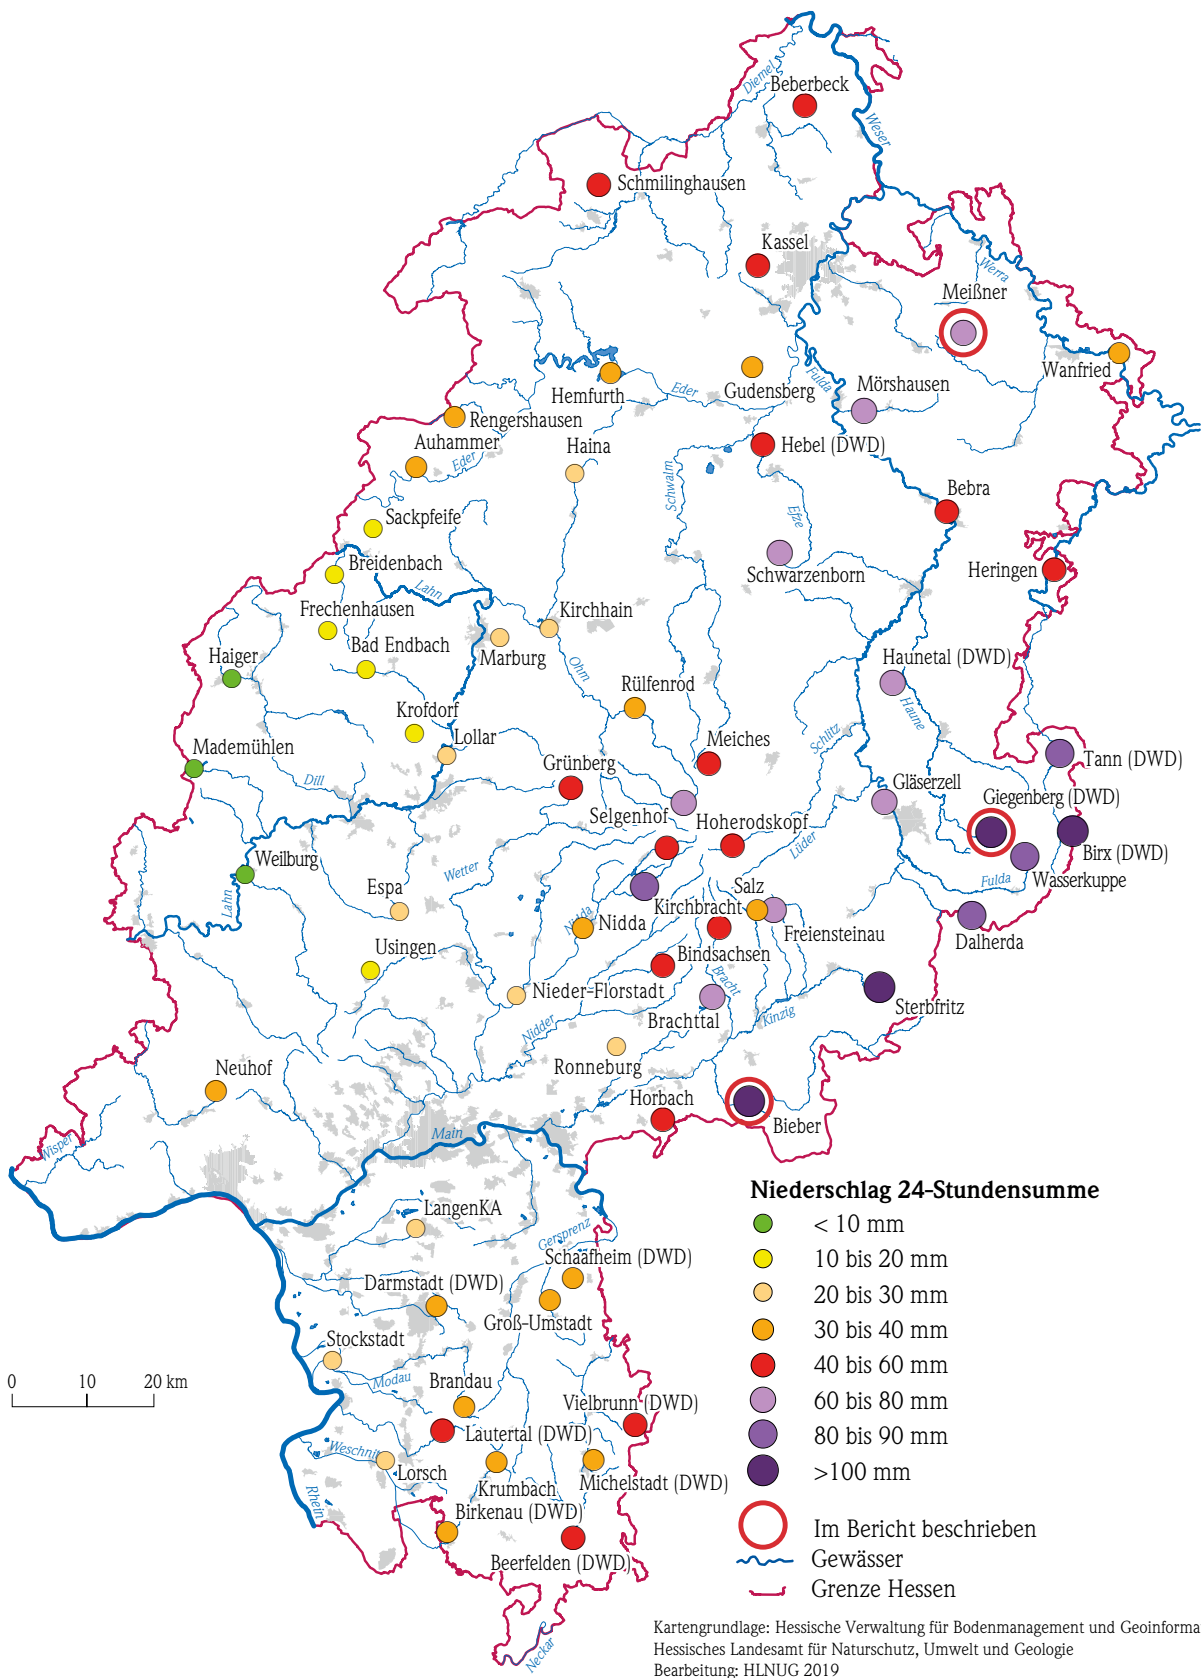 Diemel
Beberbeck
Weser
Schmilinghausen
Kassel
Werra
Meißner
Wanfried
Hemfurth
Eder
Gudensberg
Fulda
Mörshausen
Rengershausen
Auhammer
Eder
Haina
Hebel (DWD)
Schwalm
Efze
Bebra
Sackpfeife
Breidenbach
Schwarzenborn
Heringen
Lahn
Frechenhausen
Kirchhain
Bad Endbach
Marburg
Haiger
Ohm
Haunetal (DWD)
Rülfenrod
Haune
Krofdorf
Lollar
Meiches
Schlitz
Mademühlen
Dill
Grünberg
Tann (DWD)
Gläserzell
Giegenberg (DWD)
Selgenhof
Hoherodskopf
Lüder
Birx (DWD)
Weilburg
Wetter
Fulda
Wasserkuppe
Lahn
Espa
Salz
Kirchbracht
Nidda
Nidda
Freiensteinau
Dalherda
Usingen
Bindsachsen
Bracht
Nieder-Florstadt
Sterbfritz
Brachttal
Kinzig
Nidder
Ronneburg
Neuhof
Horbach
Bieber
Main
Wisper
LangenKA
Gersprenz
Schaafheim (DWD)
Darmstadt (DWD)
Groß-Umstadt
Stockstadt
Modau
Brandau
Vielbrunn (DWD)
Lautertal (DWD)
Weschnitz
Lorsch
Krumbach
Michelstadt (DWD)
Rhein
Birkenau (DWD)
Beerfelden (DWD)
Neckar
0 10 20 km
Niederschlag 24-Stundensumme
< 10 mm
10 bis 20 mm
20 bis 30 mm
30 bis 40 mm
40 bis 60 mm
60 bis 80 mm
80 bis 90 mm
>100 mm
Im Bericht beschrieben
Gewässer
Grenze Hessen
Kartengrundlage: Hessische Verwaltung für Bodenmanagement und Geoinforma
Hessisches Landesamt für Naturschutz, Umwelt und Geologie
Bearbeitung: HLNUG 2019